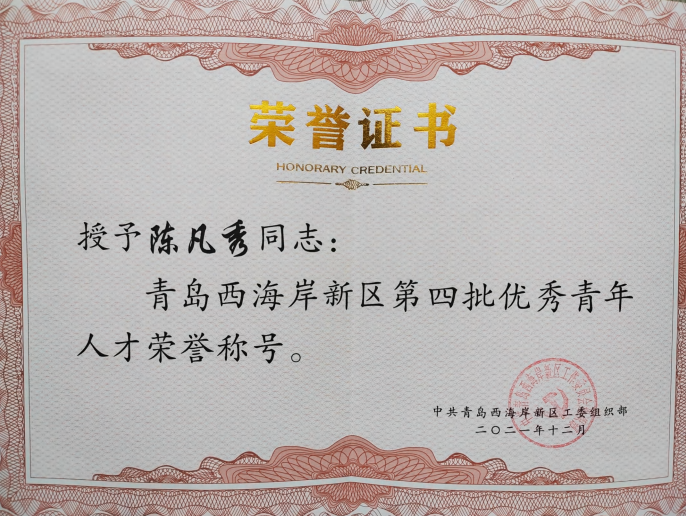 荣誉证书
HONORARY CREDENTIAL
授予陈凡秀同志：
青岛西海岸新区第四批优秀青年
人才荣誉称号。
中共青岛西海岸新区工委组织部
二〇二一年十二月